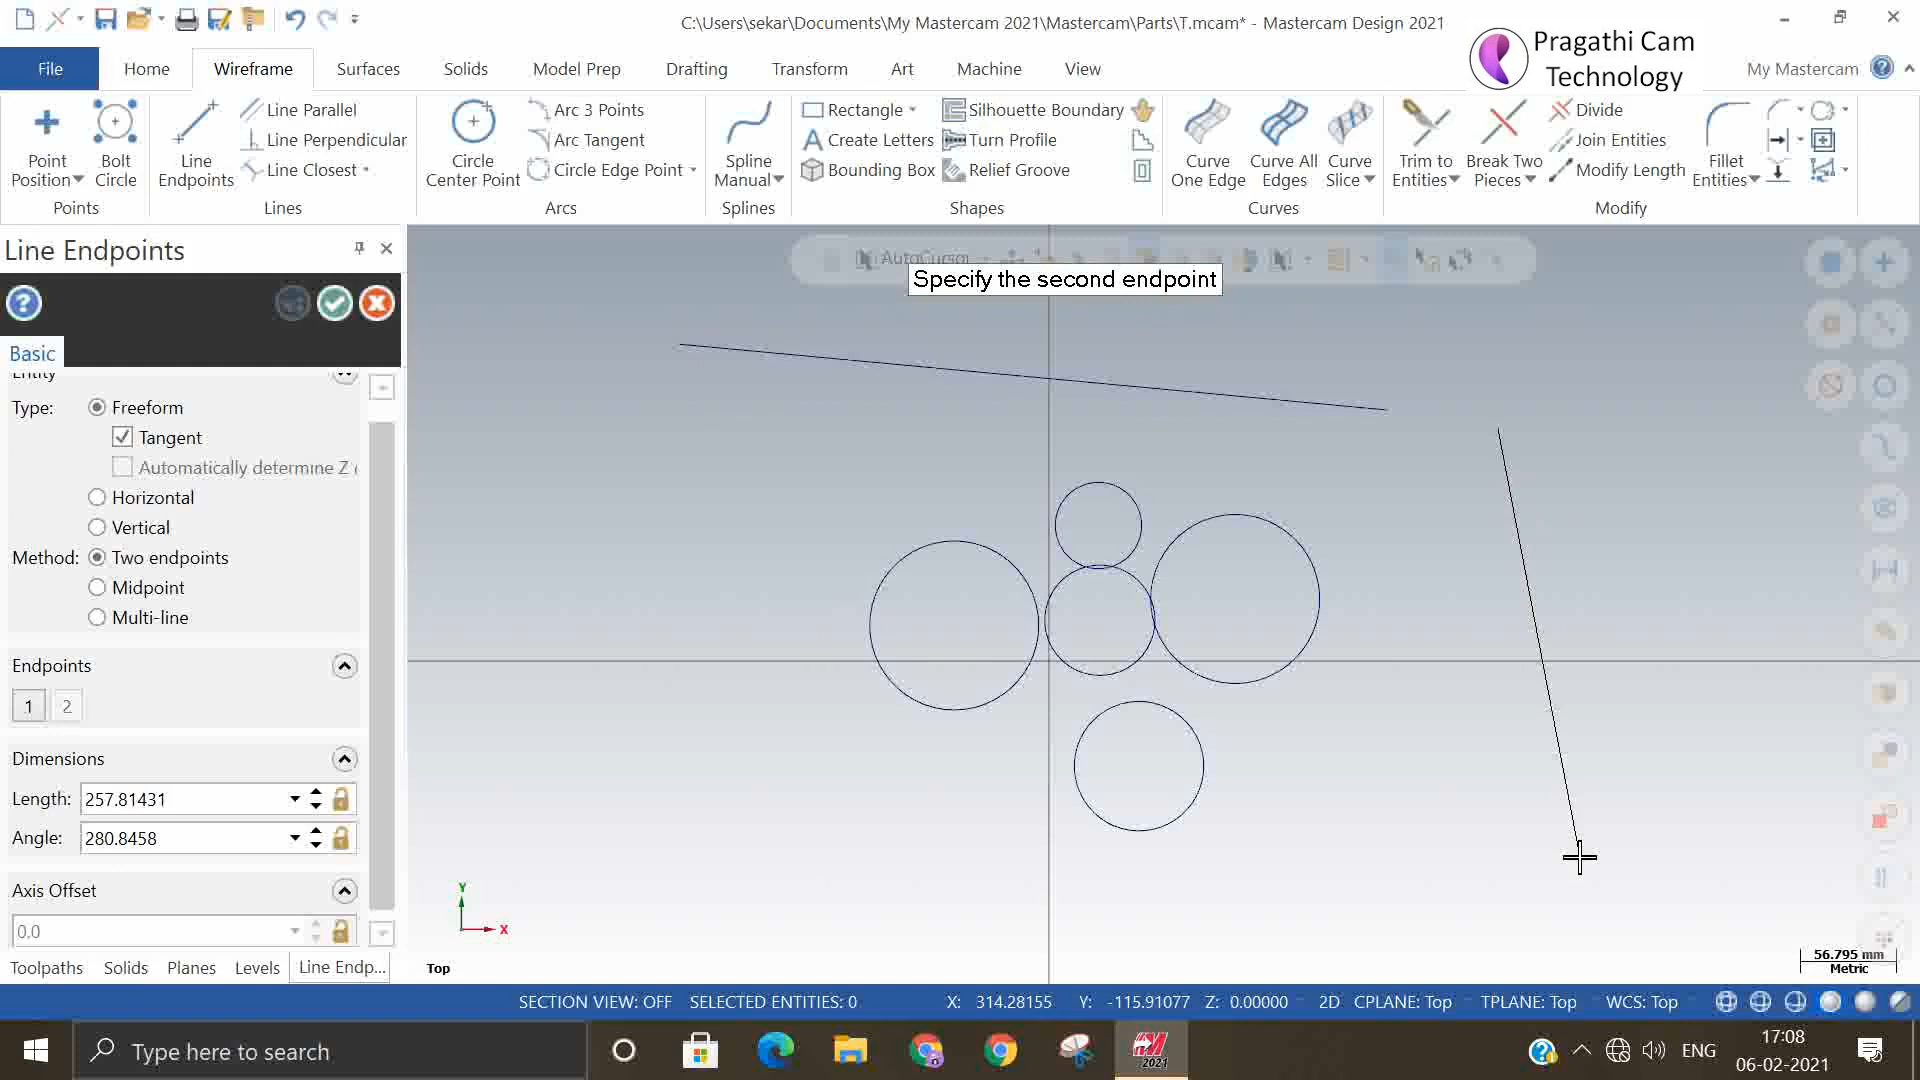 C:\Users\sekar\Documents\My Mastercam 2021\Mastercam\Parts\T.mcam* - Mastercam Design 2021
Pragathi Cam
Technology
File
Home
Wireframe
Surfaces
Solids
Model Prep
Drafting
Transform
Art
Machine
View
My Mastercam
Point
Position
Bolt
Circle
Points
Line
Endpoints
Line Parallel
Line Perpendicular
Line Closest
Lines
Circle
Center Point
Arc 3 Points
Arc Tangent
Circle Edge Point
Arcs
Spline
Manual
Splines
Rectangle
Create Letters
Bounding Box
Silhouette Boundary
Turn Profile
Relief Groove
Shapes
Curve
One Edge
Curve All
Edges
Curve
Slice
Curves
Trim to
Entities
Break Two
Pieces
Divide
Join Entities
Modify Length
Fillet
Entities
Modify
Line Endpoints
Basic
Entity
Type:
Freeform
Tangent
Automatically determine Z (
Horizontal
Vertical
Method:
Two endpoints
Midpoint
Multi-line
Endpoints
1
2
Dimensions
Length:
257.81431
Angle:
280.8458
Axis Offset
0.0
Toolpaths
Solids
Planes
Levels
Line Endp...
AutoCursor
Specify the second endpoint
Y
X
Top
56.795 mm
Metric
SECTION VIEW: OFF
SELECTED ENTITIES: 0
X: 314.28155
Y: -115.91077
Z: 0.00000
2D
CPLANE: Top
TPLANE: Top
WCS: Top
Type here to search
2021
ENG
17:08
06-02-2021